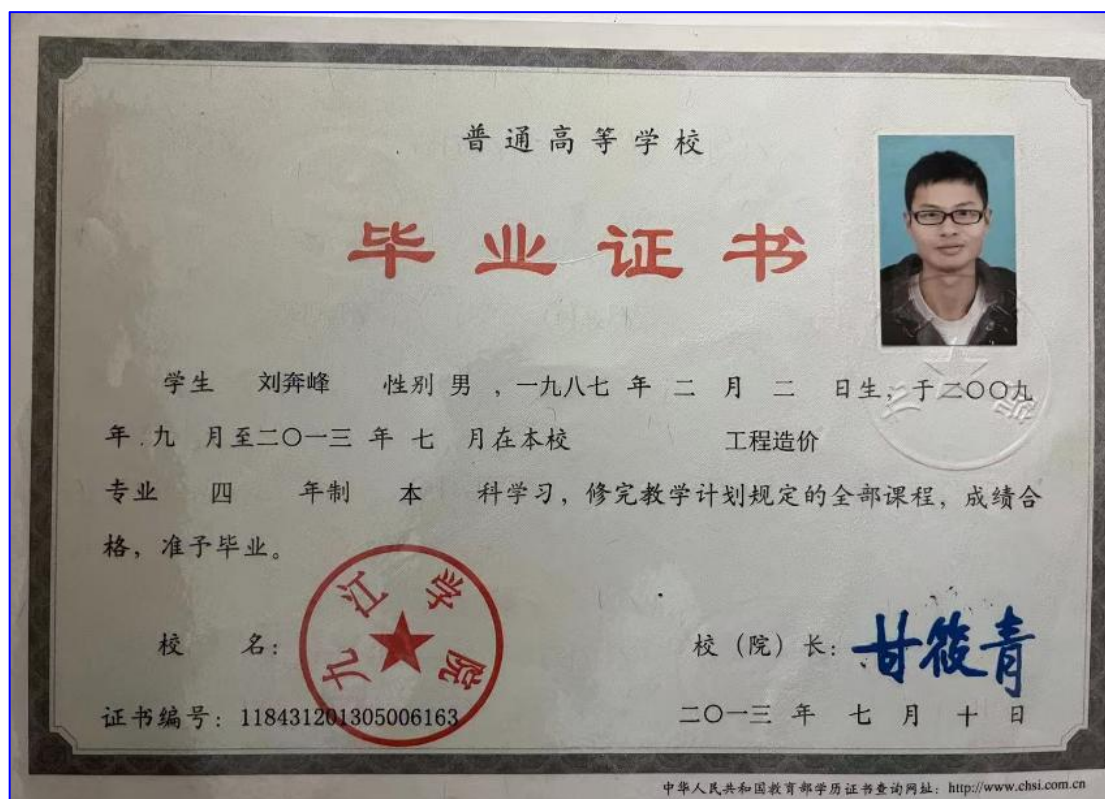 普通高等学校
毕业证书
学生 刘奔峰 性别 男 ，一九八七 年 二 月 二 日生，于二〇〇九
年 九 月至二〇一三 年 七 月在本校 工程造价
专业 四 年制 本 科学习，修完教学计划规定的全部课程，成绩合
格，准予毕业。
九江学院
校 名： 校（院）长：甘筱青
证书编号：118431201305006163 二〇一三 年 七 月 十 日
中华人民共和国教育部学历证书查询网址：http://www.chsi.com.cn